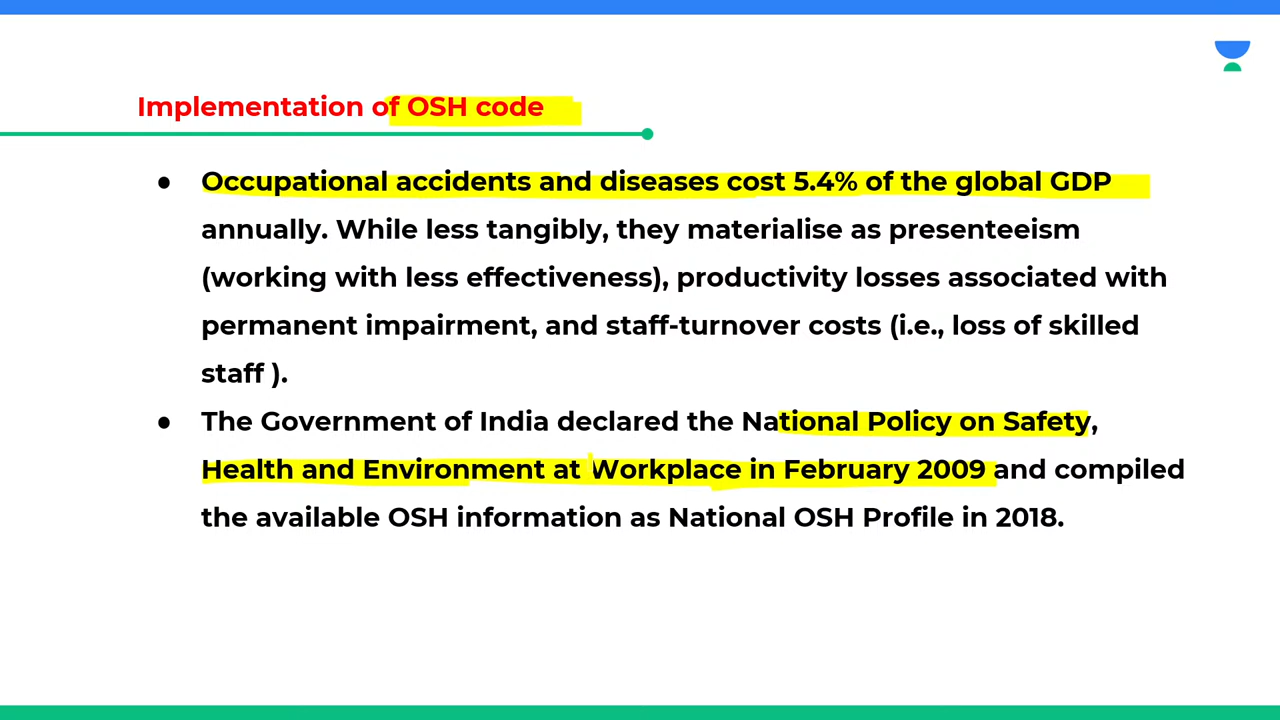 Implementation of OSH code
● Occupational accidents and diseases cost 5.4% of the global GDP
annually. While less tangibly, they materialise as presenteeism
(working with less effectiveness), productivity losses associated with
permanent impairment, and staff-turnover costs (i.e., loss of skilled
staff ).
● The Government of India declared the National Policy on Safety,
Health and Environment at Workplace in February 2009 and compiled
the available OSH information as National OSH Profile in 2018.